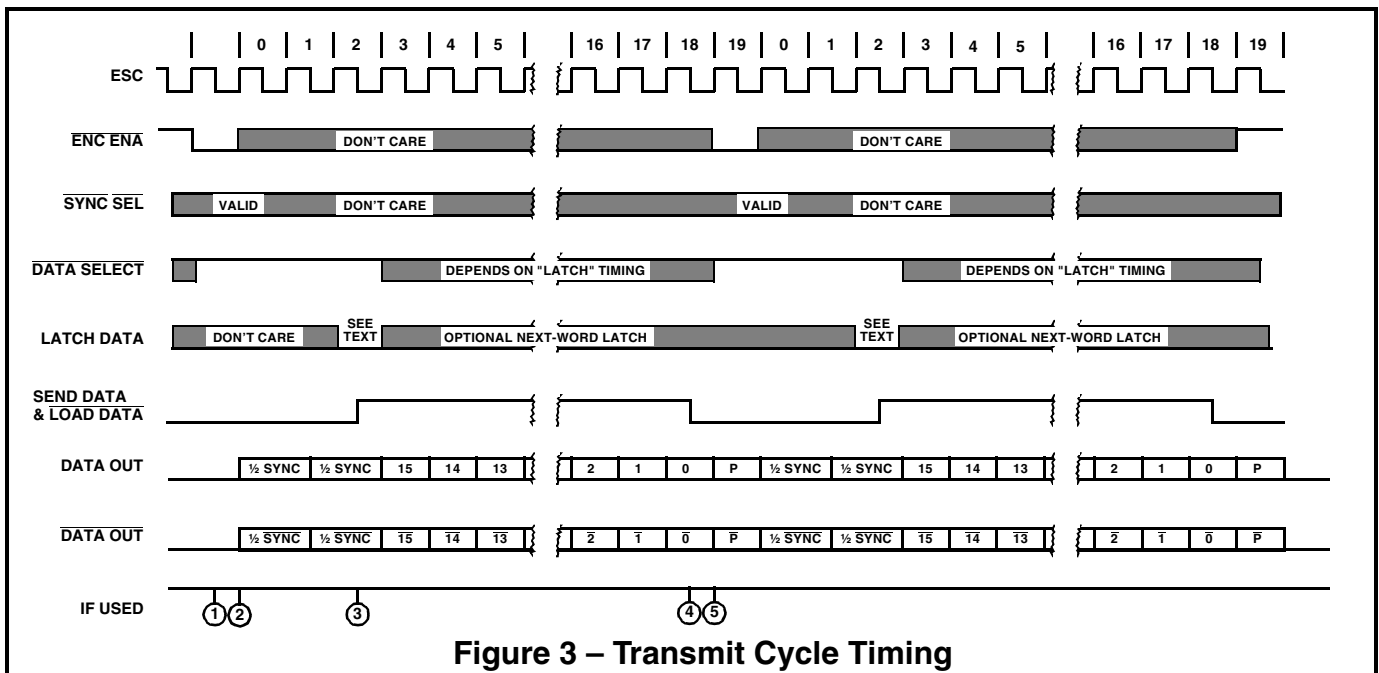 0 1 2 3 4 5 16 17 18 19 0 1 2 3 4 5 16 17 18 19
ESC
ENC ENA DON'T CARE DON'T CARE
SYNC SEL VALID DON'T CARE VALID DON'T CARE
DATA SELECT DEPENDS ON "LATCH" TIMING DEPENDS ON "LATCH" TIMING
LATCH DATA DON'T CARE SEE TEXT OPTIONAL NEXT-WORD LATCH SEE TEXT OPTIONAL NEXT-WORD LATCH
SEND DATA
& LOAD DATA
DATA OUT ½ SYNC ½ SYNC 15 14 13 2 1 0 P ½ SYNC ½ SYNC 15 14 13 2 1 0 P
DATA OUT ½ SYNC ½ SYNC 15 14 13 2 1 0 P ½ SYNC ½ SYNC 15 14 13 2 1 0 P
IF USED 1 2 3 4 5
Figure 3 – Transmit Cycle Timing